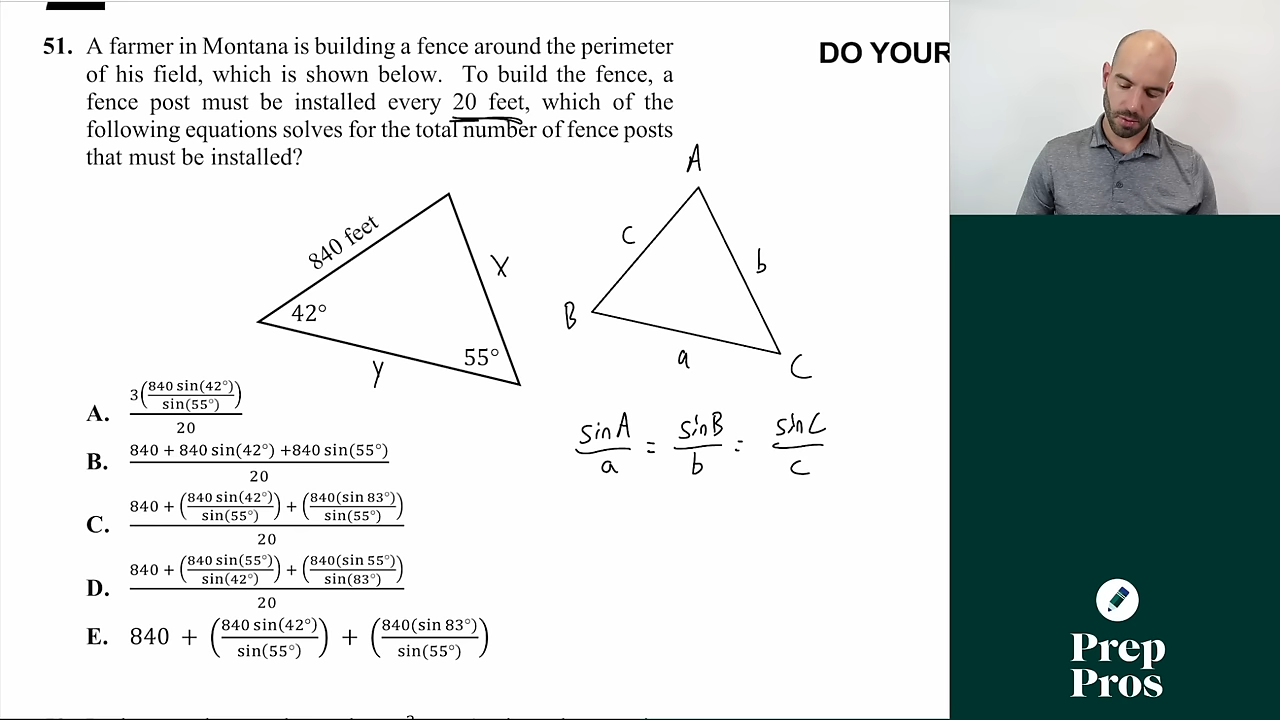 51. A farmer in Montana is building a fence around the perimeter
of his field, which is shown below. To build the fence, a
fence post must be installed every 20 feet, which of the
following equations solves for the total number of fence posts
that must be installed?
DO YOUR
840 feet
42°
55°
x
y
A
B
C
c
b
a
sinA/a = sinB/b = sinC/c
A. 3(840 sin(42°)/sin(55°))/20
B. 840 + 840 sin(42°) +840 sin(55°)/20
C. 840 + (840 sin(42°)/sin(55°)) + (840(sin 83°)/sin(55°))/20
D. 840 + (840 sin(55°)/sin(42°)) + (840(sin 55°)/sin(83°))/20
E. 840 + (840 sin(42°)/sin(55°)) + (840(sin 83°)/sin(55°))
Prep
Pros